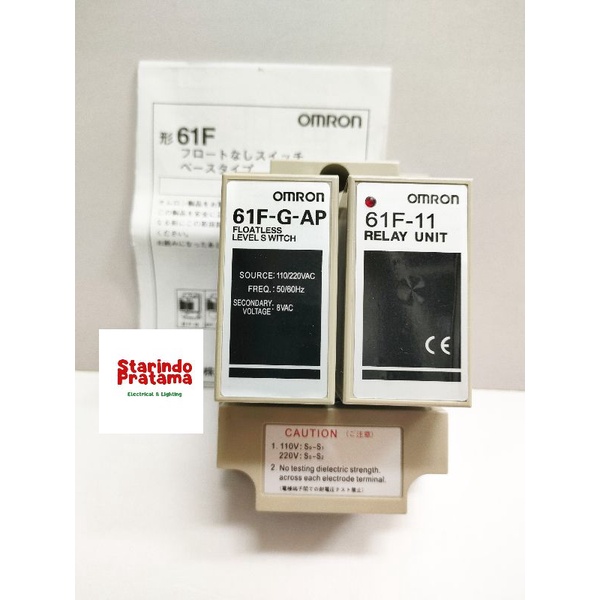 OMRON
形 61F
フロートなしスイッチ
ベースタイプ
OMRON
61F-G-AP
FLOATLESS
LEVEL SWITCH
SOURCE: 110/220VAC
FREQ.: 50/60Hz
SECONDARY
VOLTAGE: 8VAC
OMRON
61F-11
RELAY UNIT
CE
Starindo
Pratama
Electrical & Lighting
CAUTION (ご注意)
1. 110V: S₀-S₁
220V: S₀-S₂
2. No testing dielectric strength,
across each electrode terminal.